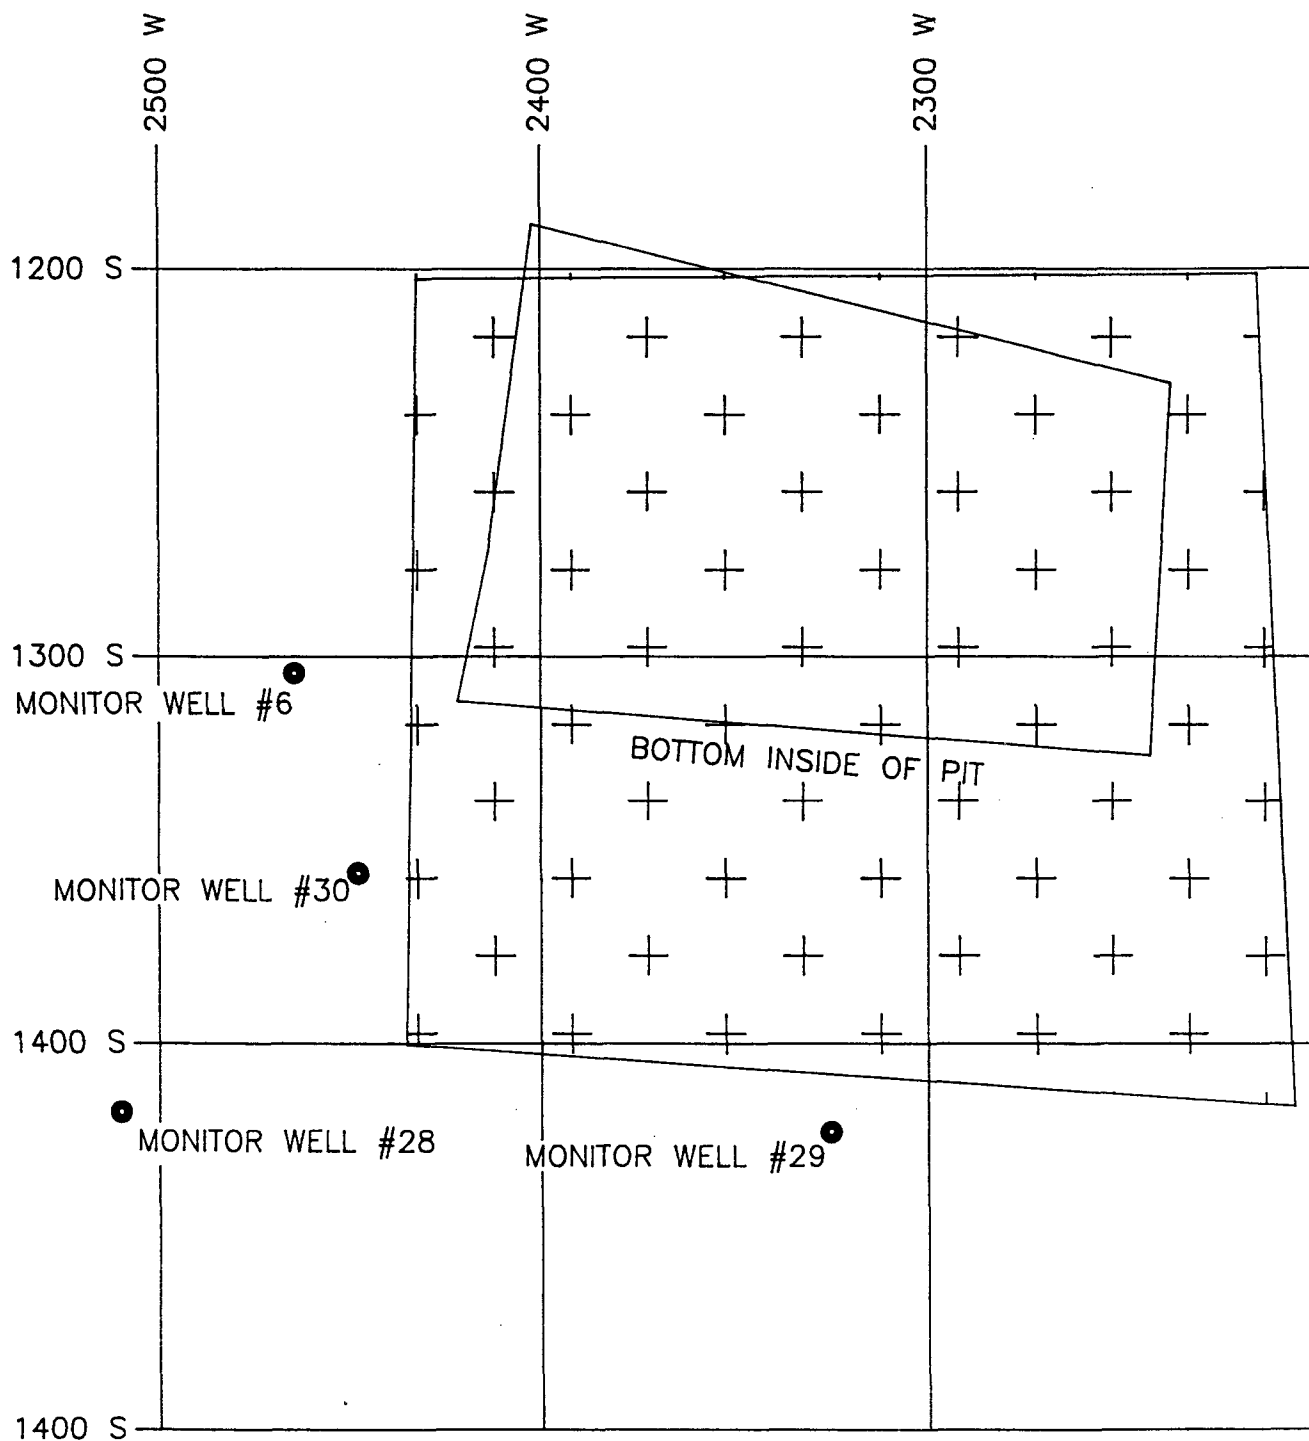 2500 W
2400 W
2300 W
1200 S
1300 S
MONITOR WELL #6
BOTTOM INSIDE OF PIT
MONITOR WELL #30
1400 S
MONITOR WELL #28
MONITOR WELL #29
1400 S